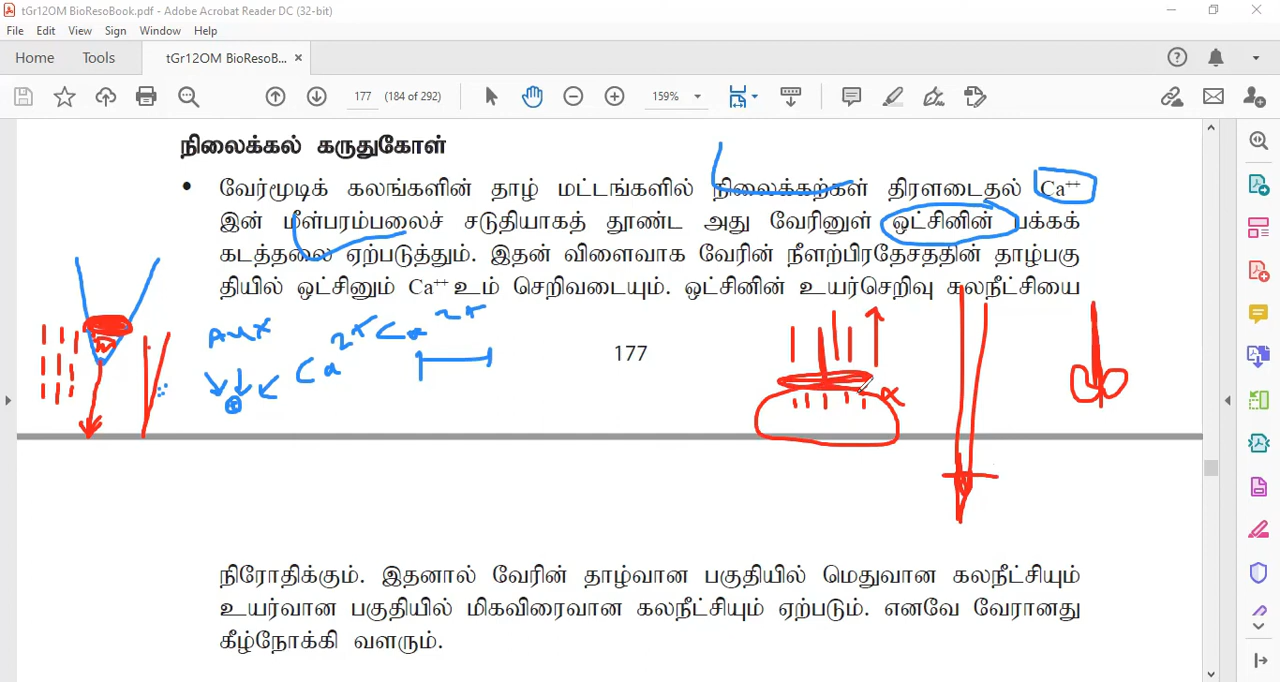 tGr12OM BioResoBook.pdf - Adobe Acrobat Reader DC (32-bit)
File Edit View Sign Window Help
Home Tools tGr12OM BioResoB... ×
177 (184 of 292) 159%
நிலைக்கல் கருதுகோள்
• வேர்மூடிக் கலங்களின் தாழ் மட்டங்களில் நிலைக்கற்கள் திரளடைதல் Ca++
இன் மீள்பரம்பலைச் சடுதியாகத் தூண்ட அது வேரினுள் ஒட்சினின் பக்கக்
கடத்தலை ஏற்படுத்தும். இதன் விளைவாக வேரின் நீளற்பிரதேசததின் தாழ்பகு
தியில் ஒட்சினும் Ca++ உம் செறிவடையும். ஒட்சினின் உயர்செறிவு கலநீட்சியை
Aux Ca2+ Ca2+
177
நிரோதிக்கும். இதனால் வேரின் தாழ்வான பகுதியில் மெதுவான கலநீட்சியும்
உயர்வான பகுதியில் மிகவிரைவான கலநீட்சியும் ஏற்படும். எனவே வேரானது
கீழ்நோக்கி வளரும்.